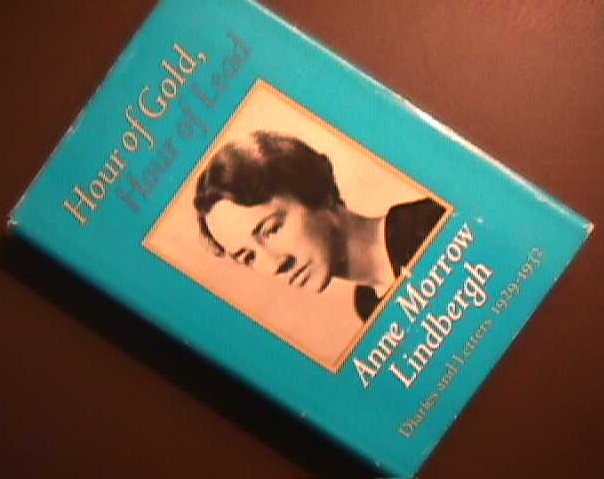 Hour of Gold,
Hour of Lead
Anne Morrow
Lindbergh
Diaries and Letters 1929-1932